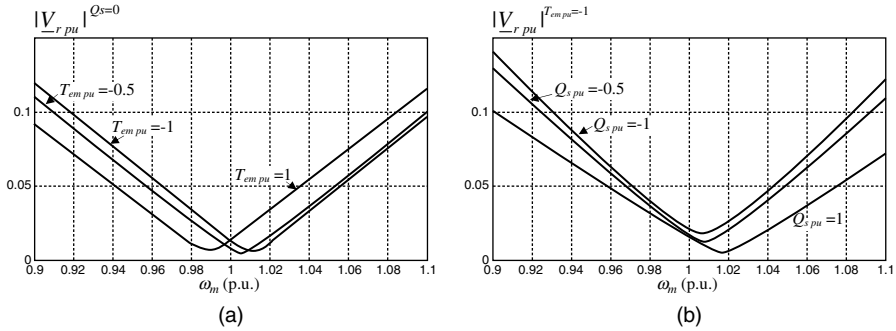 |V_r pu|^Qs=0
0.1
0.05
0
T_em pu=-0.5
T_em pu=-1
T_em pu=1
0.9 0.92 0.94 0.96 0.98 1 1.02 1.04 1.06 1.08 1.1
ω_m (p.u.)
(a)
|V_r pu|^T_em pu=-1
0.1
0.05
0
Q_s pu=-0.5
Q_s pu=-1
Q_s pu=1
0.9 0.92 0.94 0.96 0.98 1 1.02 1.04 1.06 1.08 1.1
ω_m (p.u.)
(b)